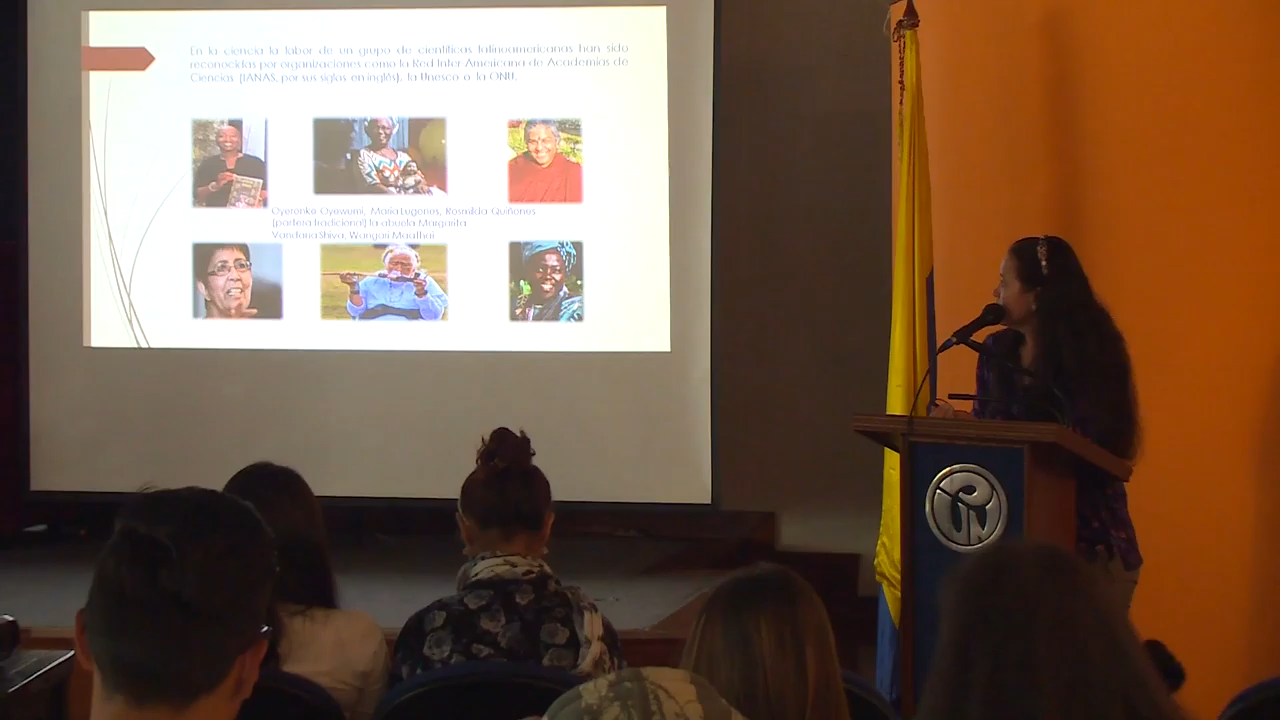 En la ciencia la labor de un grupo de científicas latinoamericanas han sido
reconocidas por organizaciones como la Red Inter Americana de Academias de
Ciencias (IANAS, por sus siglas en inglés), la Unesco o la ONU.
Oyeronke Oyewumi, María Lugones, Rosmilda Quiñones
(partera tradicional) la abuela Margarita
Vandana Shiva, Wangari Maathai